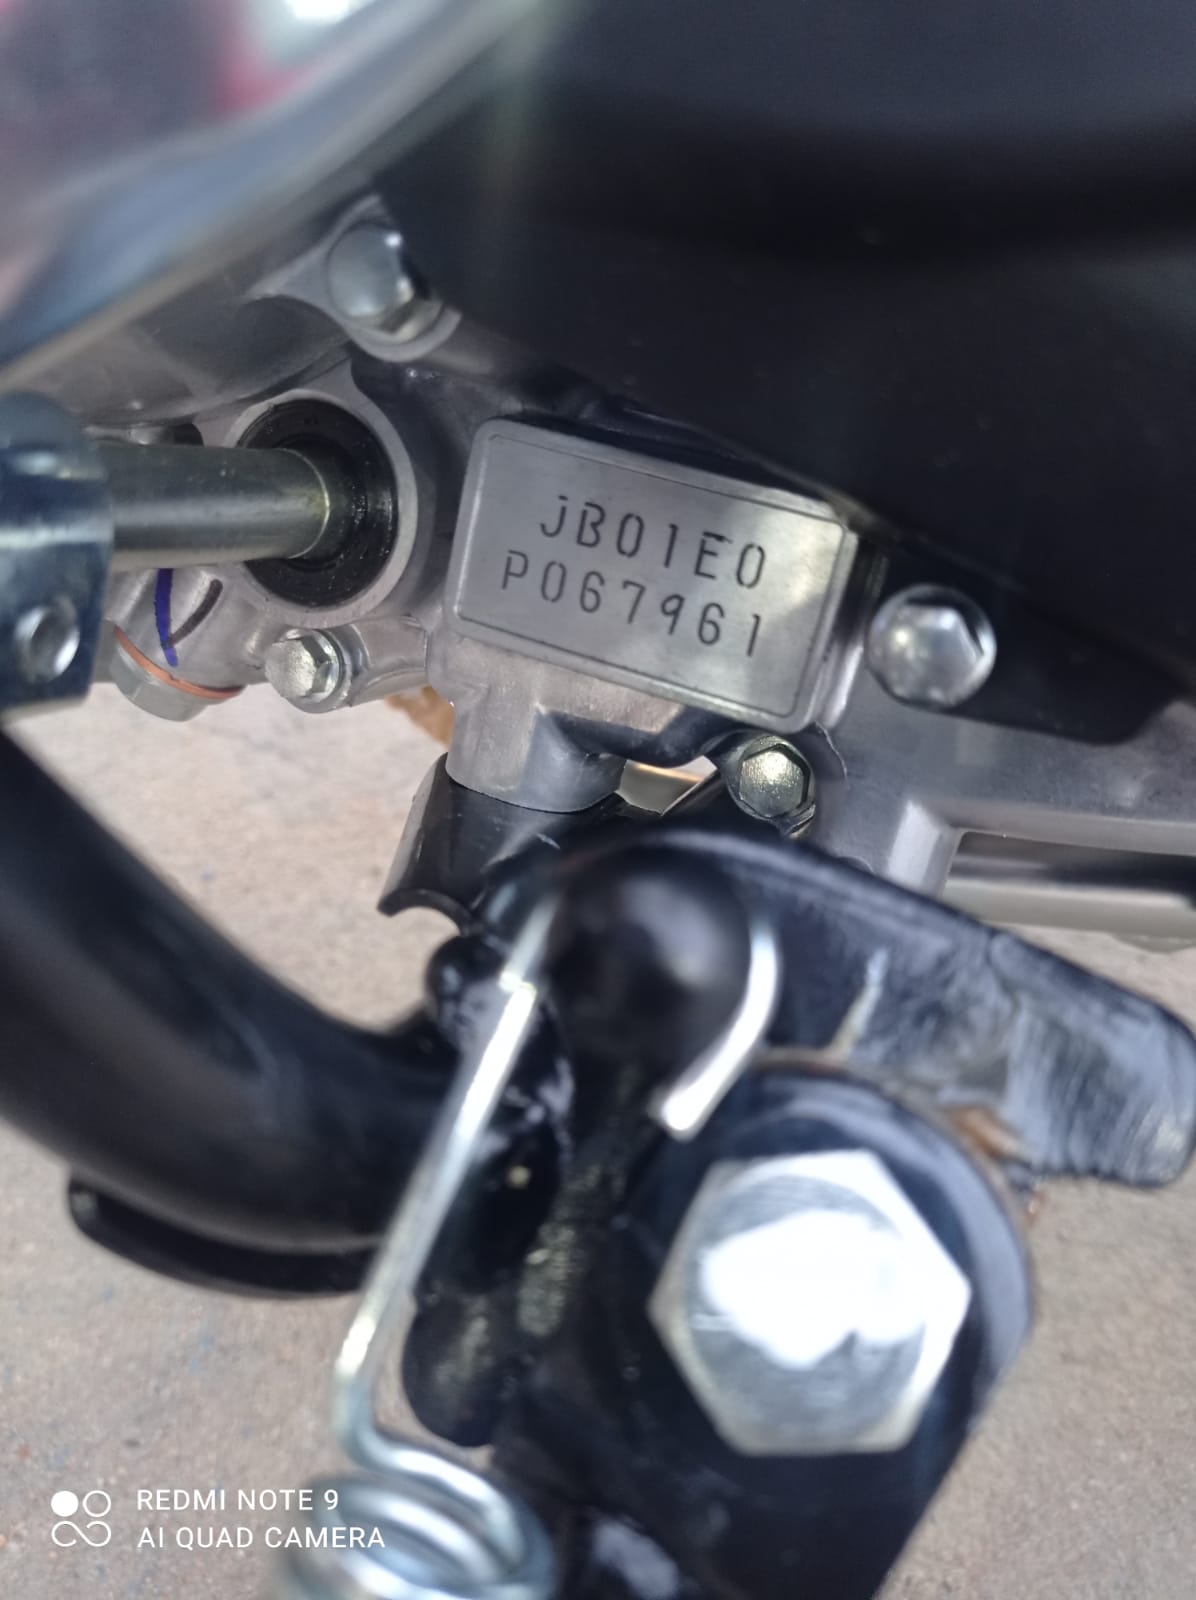 JB01E0
P067961
REDMI NOTE 9
AI QUAD CAMERA